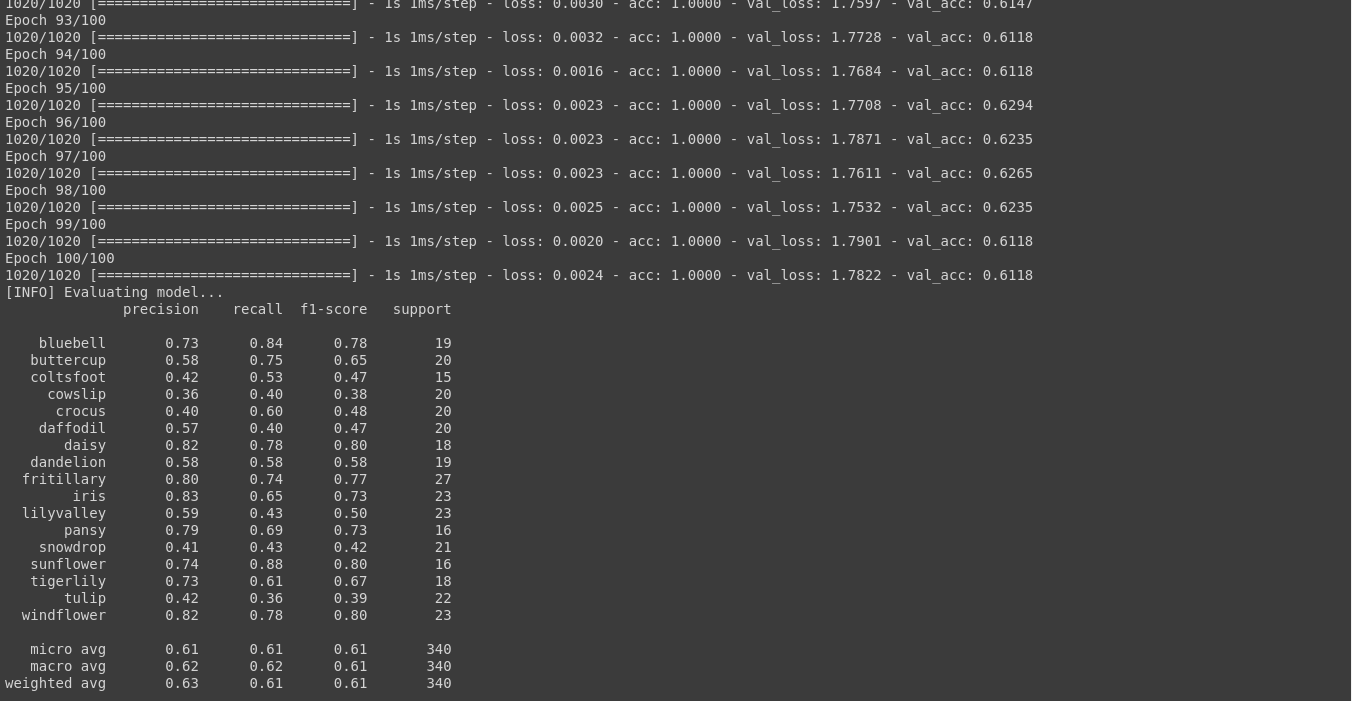 1020/1020 [==============================] - 1s 1ms/step - loss: 0.0030 - acc: 1.0000 - val_loss: 1.7597 - val_acc: 0.6147
Epoch 93/100
1020/1020 [==============================] - 1s 1ms/step - loss: 0.0032 - acc: 1.0000 - val_loss: 1.7728 - val_acc: 0.6118
Epoch 94/100
1020/1020 [==============================] - 1s 1ms/step - loss: 0.0016 - acc: 1.0000 - val_loss: 1.7684 - val_acc: 0.6118
Epoch 95/100
1020/1020 [==============================] - 1s 1ms/step - loss: 0.0023 - acc: 1.0000 - val_loss: 1.7708 - val_acc: 0.6294
Epoch 96/100
1020/1020 [==============================] - 1s 1ms/step - loss: 0.0023 - acc: 1.0000 - val_loss: 1.7871 - val_acc: 0.6235
Epoch 97/100
1020/1020 [==============================] - 1s 1ms/step - loss: 0.0023 - acc: 1.0000 - val_loss: 1.7611 - val_acc: 0.6265
Epoch 98/100
1020/1020 [==============================] - 1s 1ms/step - loss: 0.0025 - acc: 1.0000 - val_loss: 1.7532 - val_acc: 0.6235
Epoch 99/100
1020/1020 [==============================] - 1s 1ms/step - loss: 0.0020 - acc: 1.0000 - val_loss: 1.7901 - val_acc: 0.6118
Epoch 100/100
1020/1020 [==============================] - 1s 1ms/step - loss: 0.0024 - acc: 1.0000 - val_loss: 1.7822 - val_acc: 0.6118
[INFO] Evaluating model...
precision recall f1-score support
bluebell 0.73 0.84 0.78 19
buttercup 0.58 0.75 0.65 20
coltsfoot 0.42 0.53 0.47 15
cowslip 0.36 0.40 0.38 20
crocus 0.40 0.60 0.48 20
daffodil 0.57 0.40 0.47 20
daisy 0.82 0.78 0.80 18
dandelion 0.58 0.58 0.58 19
fritillary 0.80 0.74 0.77 27
iris 0.83 0.65 0.73 23
lilyvalley 0.59 0.43 0.50 23
pansy 0.79 0.69 0.73 16
snowdrop 0.41 0.43 0.42 21
sunflower 0.74 0.88 0.80 16
tigerlily 0.73 0.61 0.67 18
tulip 0.42 0.36 0.39 22
windflower 0.82 0.78 0.80 23
micro avg 0.61 0.61 0.61 340
macro avg 0.62 0.62 0.61 340
weighted avg 0.63 0.61 0.61 340